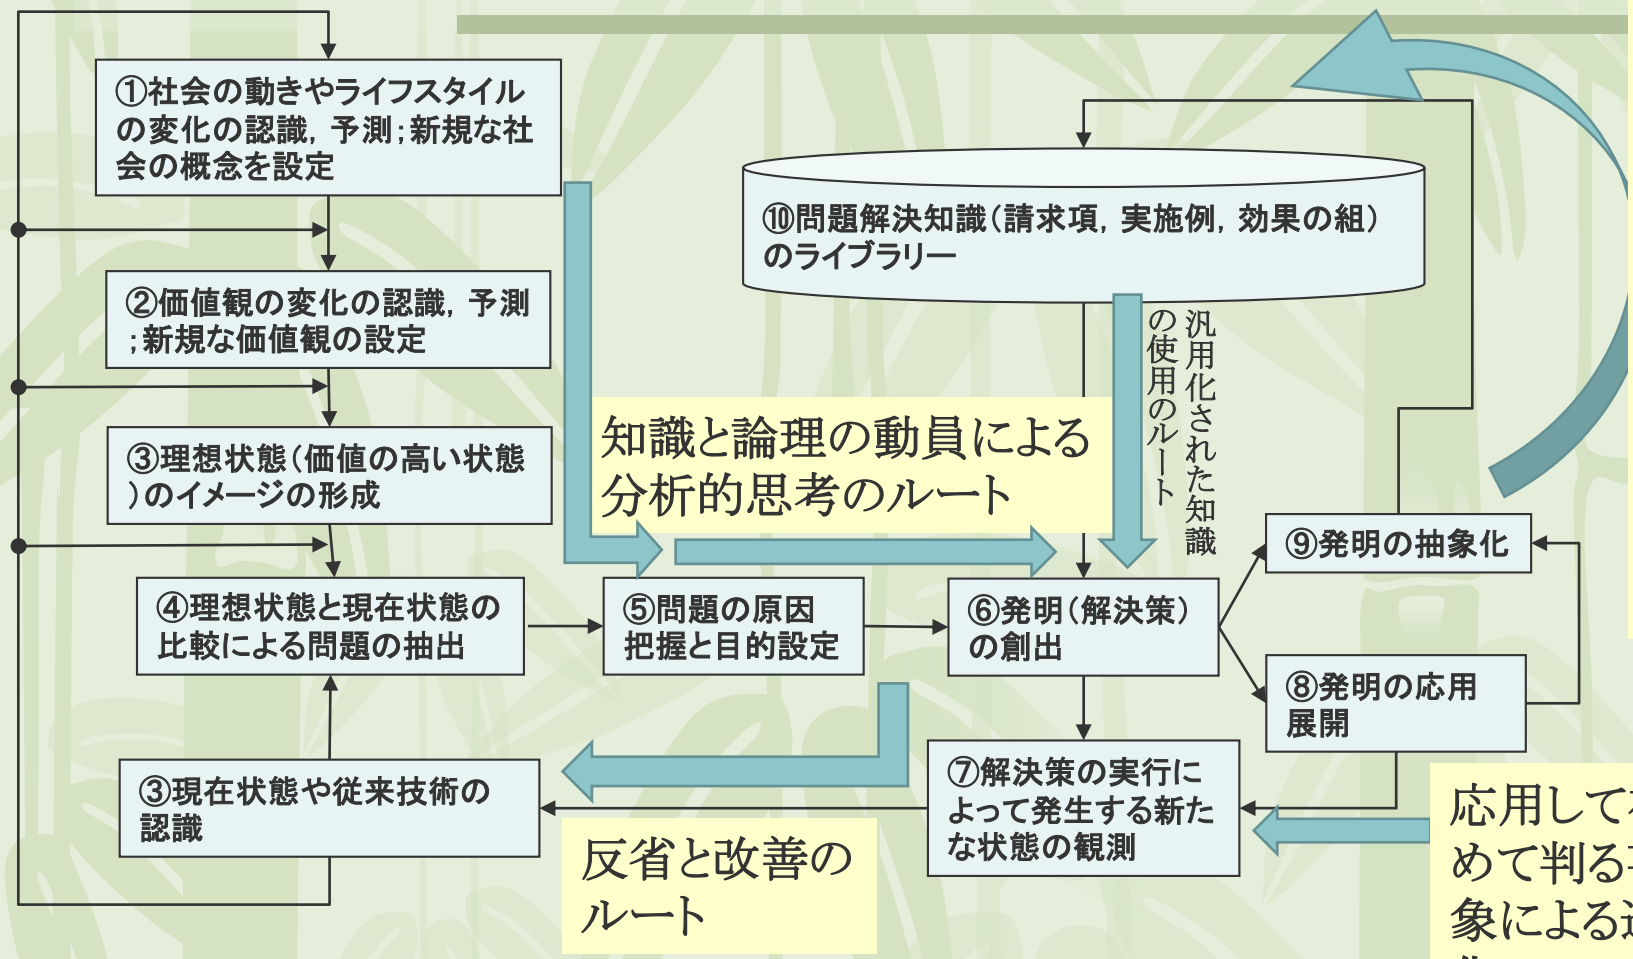 ①社会の動きやライフスタイル
の変化の認識, 予測;新規な社
会の概念を設定
②価値観の変化の認識, 予測
;新規な価値観の設定
③理想状態(価値の高い状態
)のイメージの形成
④理想状態と現在状態の
比較による問題の抽出
③現在状態や従来技術の
認識
知識と論理の動員による
分析的思考のルート
⑤問題の原因
把握と目的設定
反省と改善の
ルート
⑩問題解決知識(請求項, 実施例, 効果の組)
のライブラリー
汎用化された知識
の使用のルート
⑥発明(解決策)
の創出
⑦解決策の実行に
よって発生する新た
な状態の観測
⑨発明の抽象化
⑧発明の応用
展開
応用して
めて判る
象による